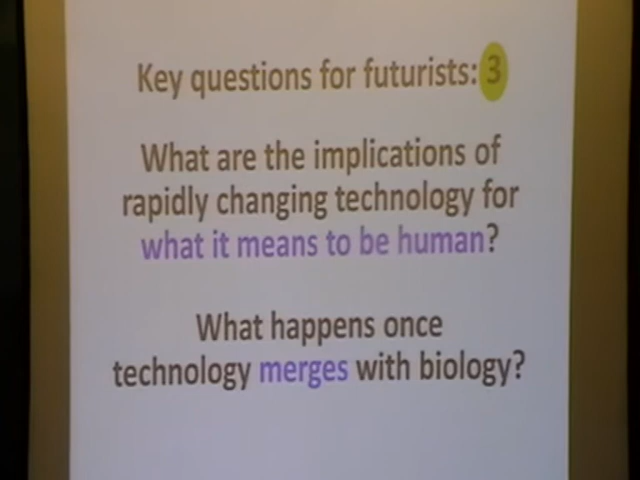 Key questions for futurists: 3
What are the implications of
rapidly changing technology for
what it means to be human?
What happens once
technology merges with biology?